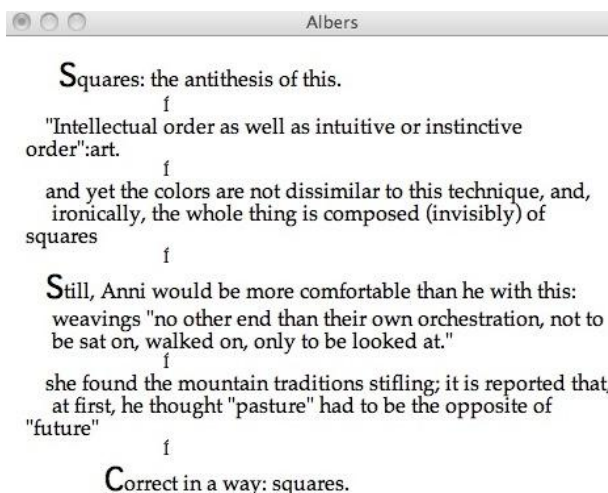 Albers
Squares: the antithesis of this.
f́
"Intellectual order as well as intuitive or instinctive
order":art.
f́
and yet the colors are not dissimilar to this technique, and,
ironically, the whole thing is composed (invisibly) of
squares
f́
Still, Anni would be more comfortable than he with this:
weavings "no other end than their own orchestration, not to
be sat on, walked on, only to be looked at."
f́
she found the mountain traditions stifling; it is reported that,
at first, he thought "pasture" had to be the opposite of
"future"
f́
Correct in a way: squares.